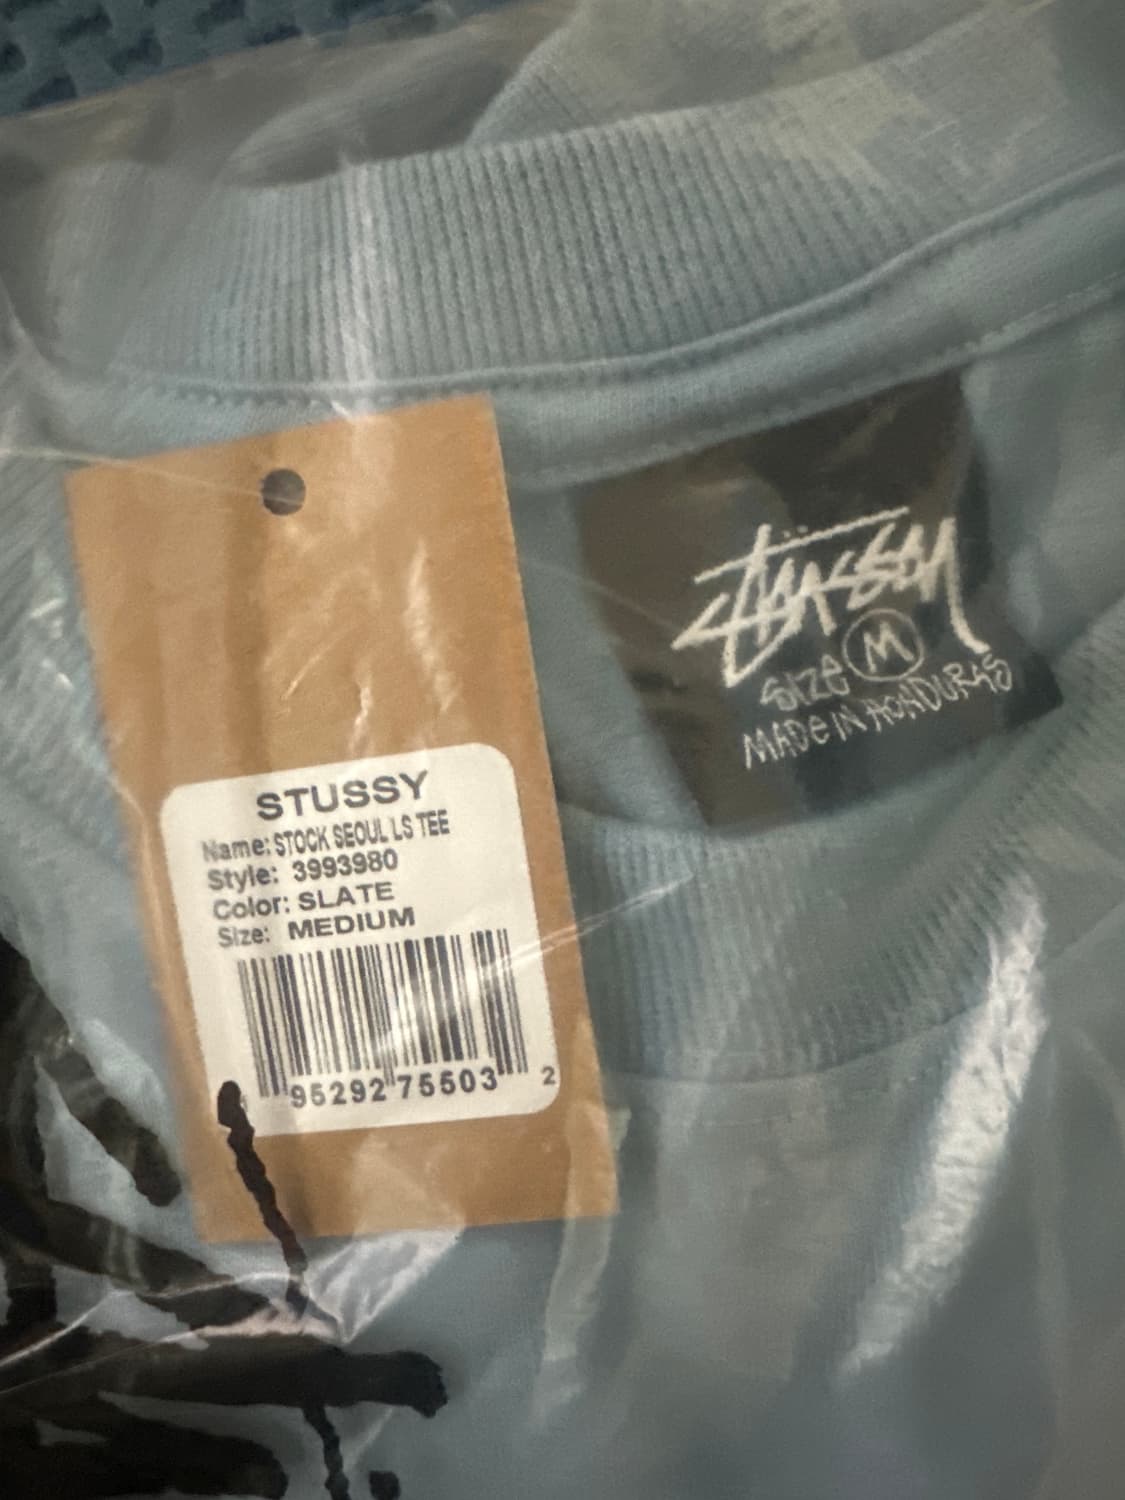 STUSSY
Name: STOCK SEOUL LS TEE
Style: 3993980
Color: SLATE
Size: MEDIUM
95292 75503 2
Stüssy
Size M
MADE IN HONDURAS